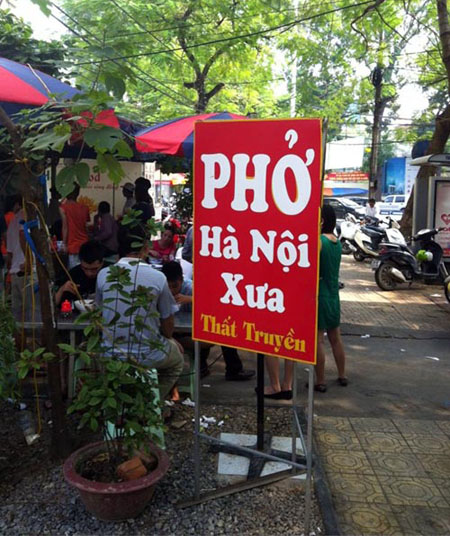 PHỞ
Hà Nội
Xưa
Thất Truyền